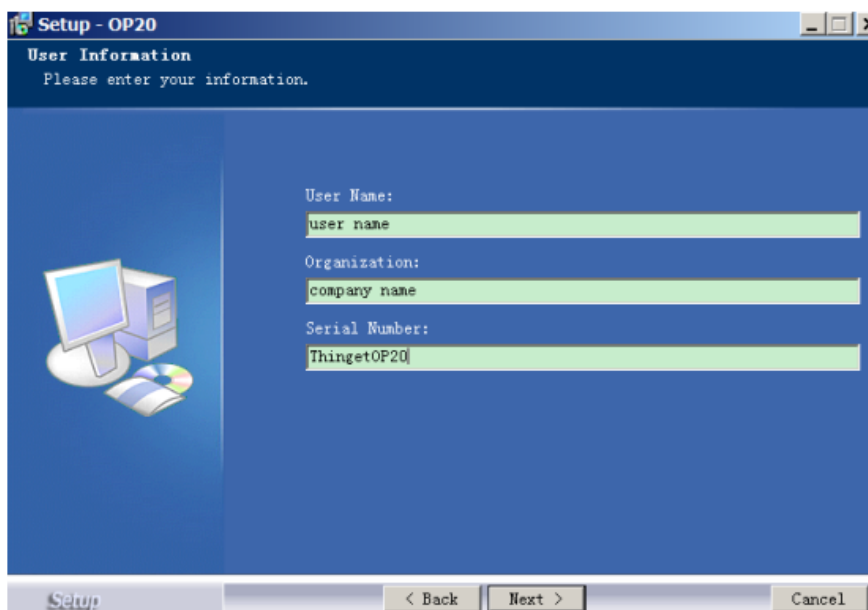 Setup - OP20
User Information
Please enter your information.
User Name:
user name
Organization:
company name
Serial Number:
ThingetOP20
Setup
< Back
Next >
Cancel